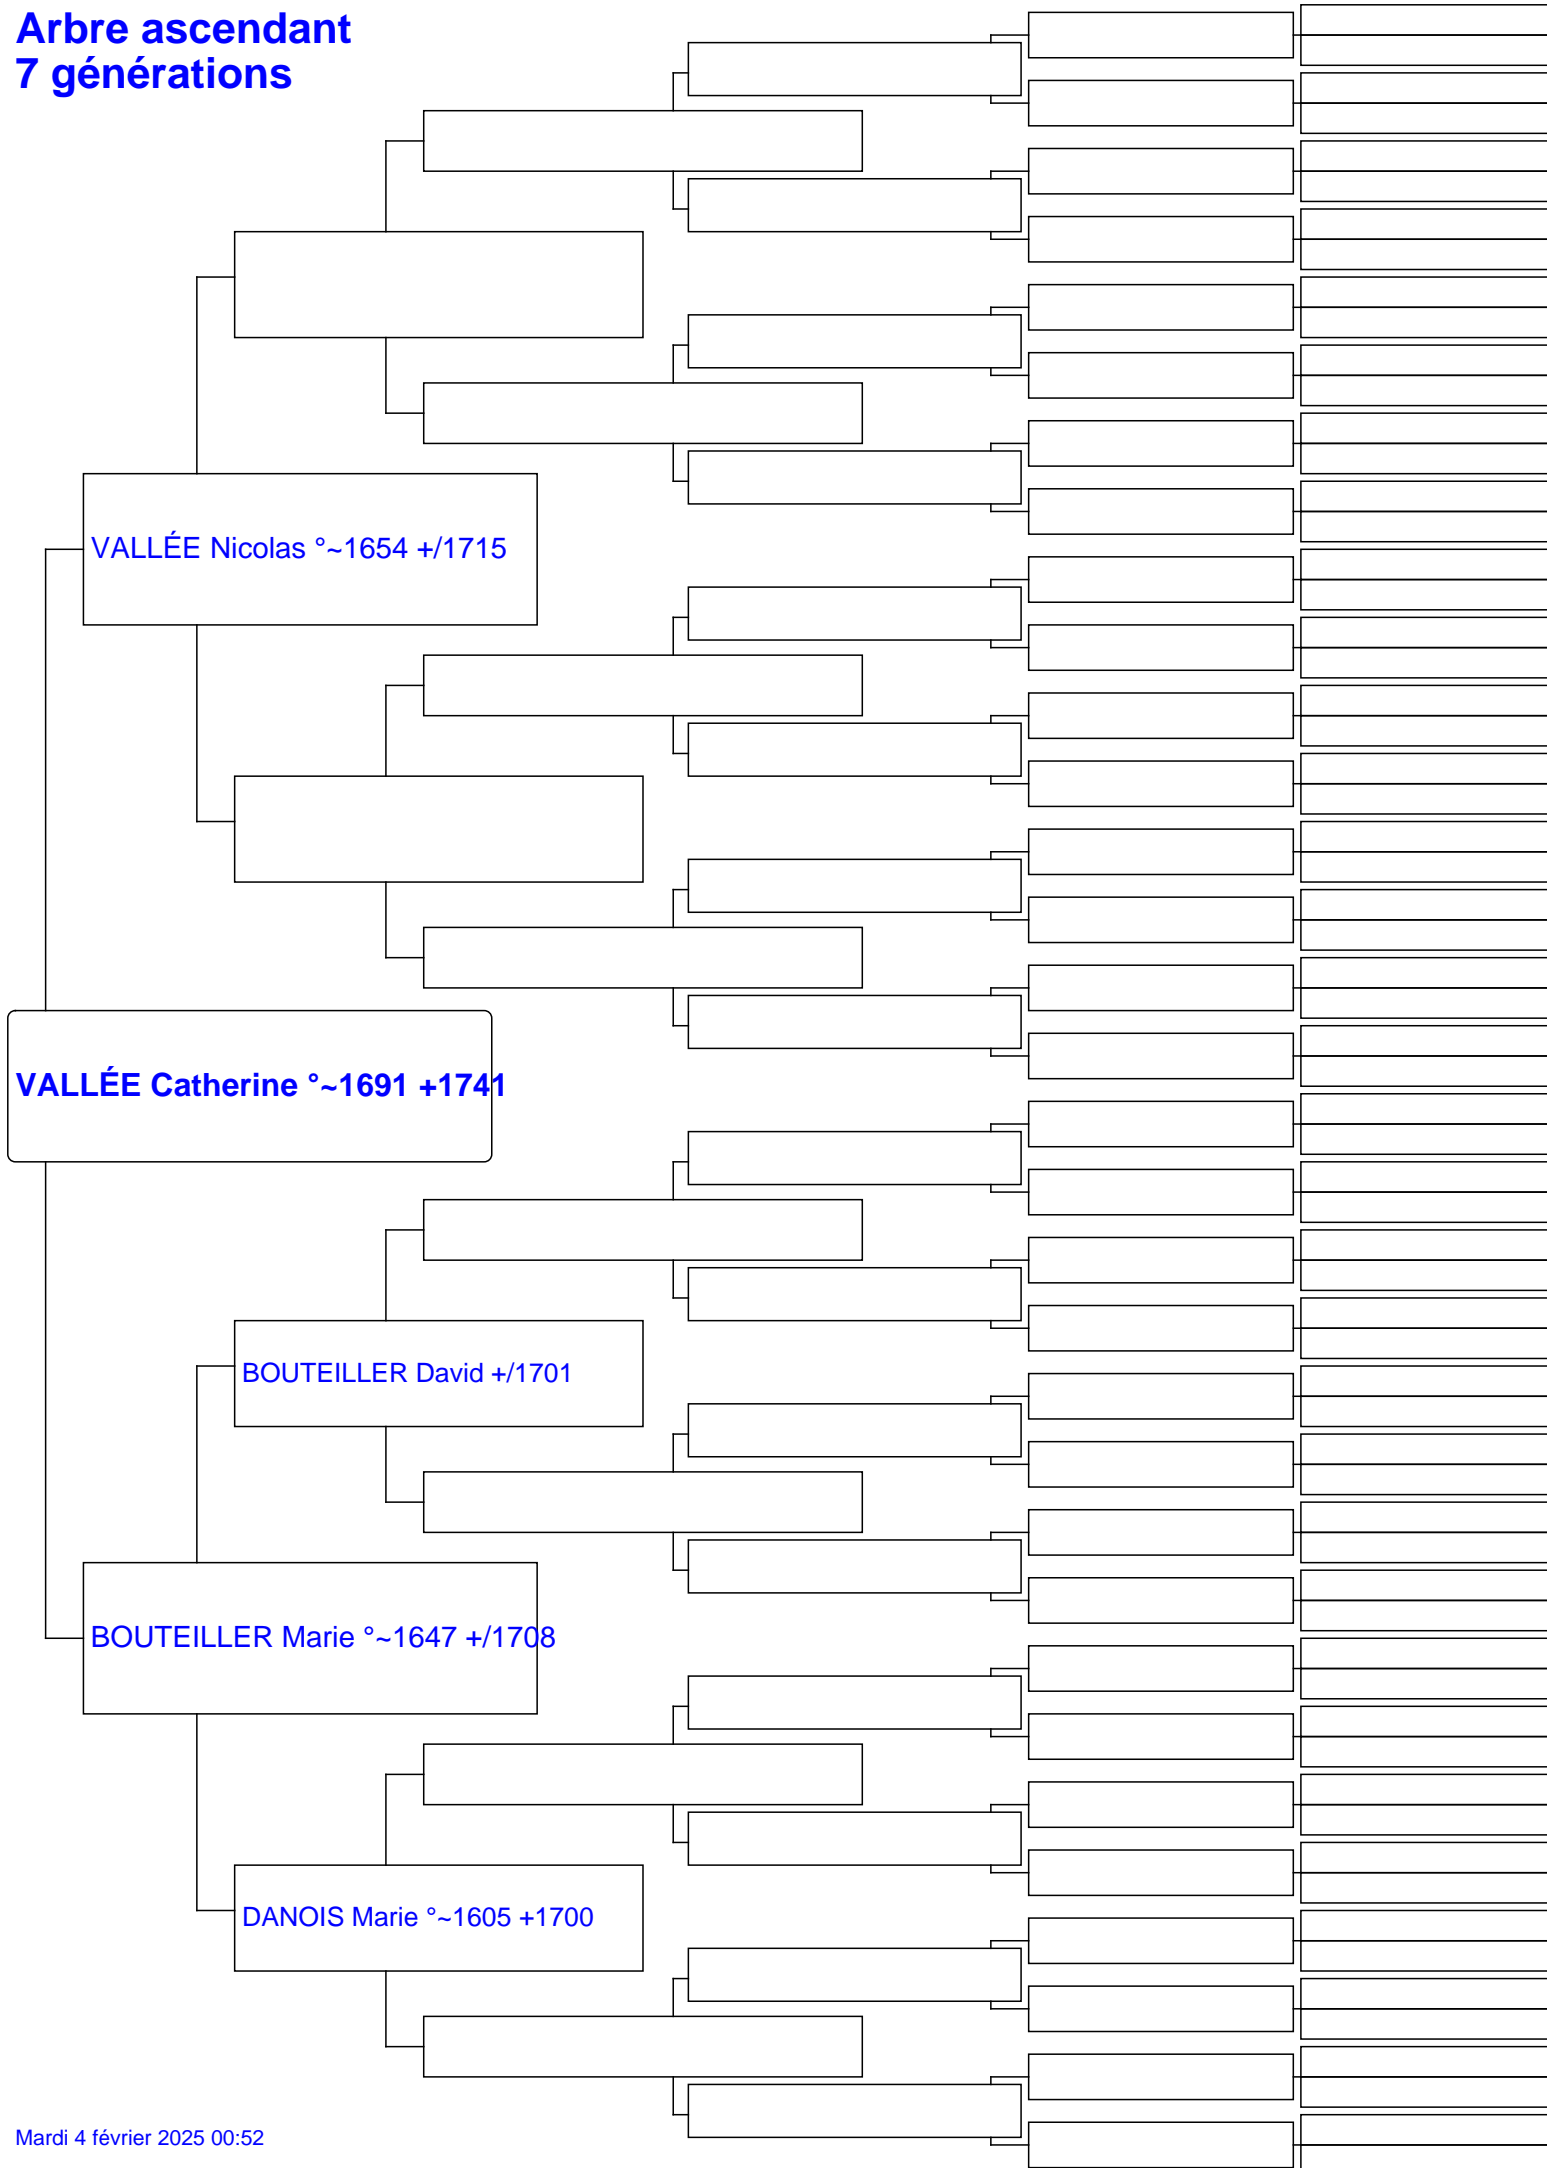 Arbre ascendant
7 générations
VALLÉE Nicolas °~1654 +/1715
VALLÉE Catherine °~1691 +1741
BOUTEILLER David +/1701
BOUTEILLER Marie °~1647 +/1708
DANOIS Marie °~1605 +1700
Mardi 4 février 2025 00:52